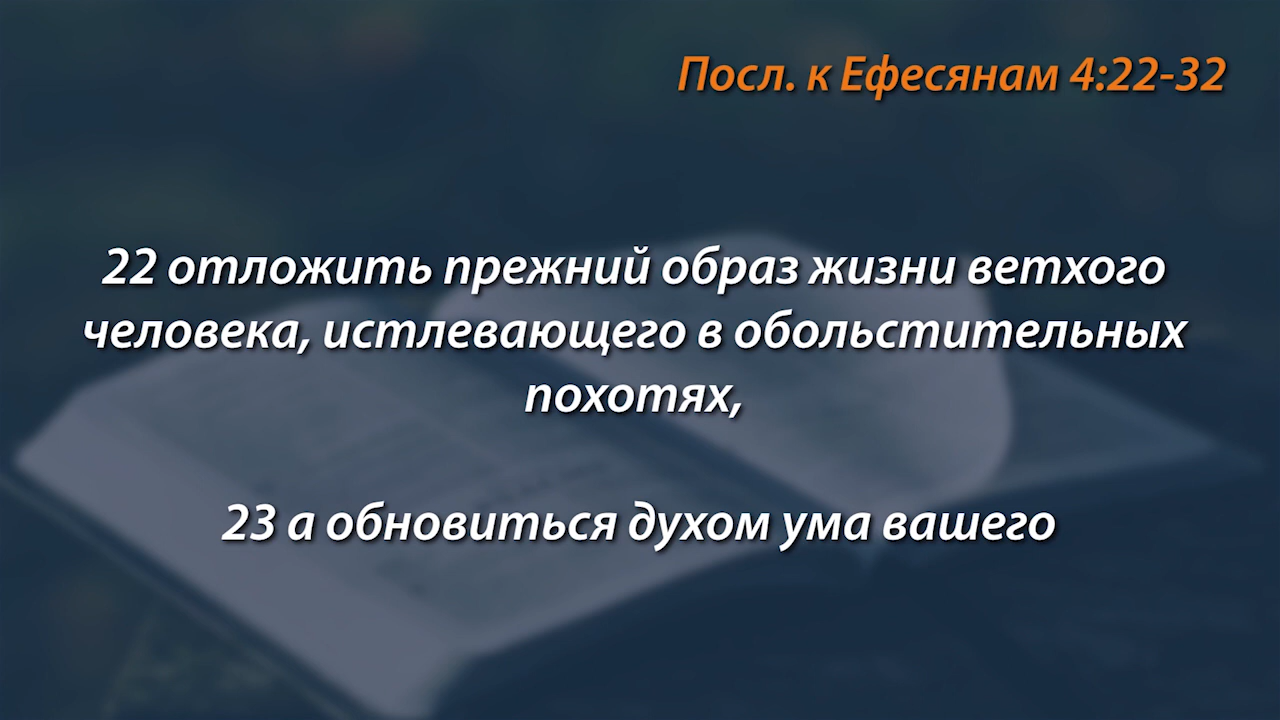 Посл. к Ефесянам 4:22-32
22 отложить прежний образ жизни ветхого
человека, истлевающего в обольстительных
похотях,
23 а обновиться духом ума вашего